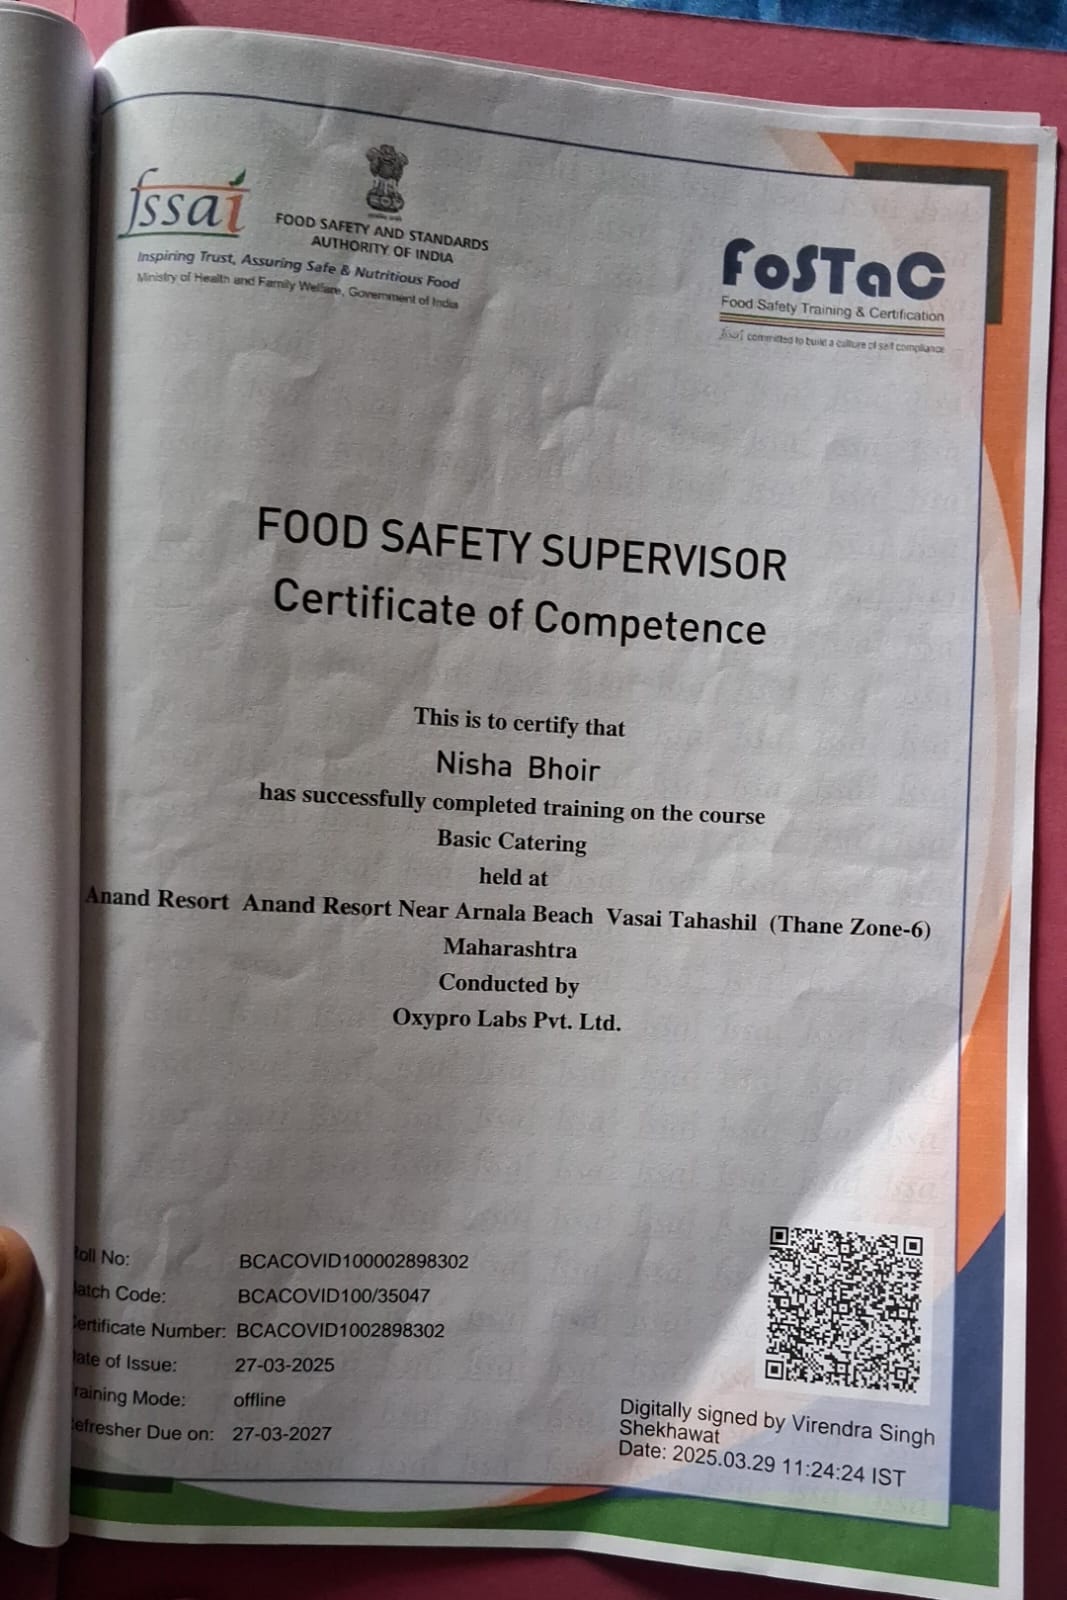 fssai
FOOD SAFETY AND STANDARDS
AUTHORITY OF INDIA
Inspiring Trust, Assuring Safe & Nutritious Food
Ministry of Health and Family Welfare, Government of India
FoSTaC
Food Safety Training & Certification
fssai committed to build a culture of self compliance
FOOD SAFETY SUPERVISOR
Certificate of Competence
This is to certify that
Nisha Bhoir
has successfully completed training on the course
Basic Catering
held at
Anand Resort Anand Resort Near Arnala Beach Vasai Tahashil (Thane Zone-6)
Maharashtra
Conducted by
Oxypro Labs Pvt. Ltd.
oll No: BCACOVID100002898302
atch Code: BCACOVID100/35047
ertificate Number: BCACOVID1002898302
ate of Issue: 27-03-2025
raining Mode: offline
efresher Due on: 27-03-2027
Digitally signed by Virendra Singh
Shekhawat
Date: 2025.03.29 11:24:24 IST